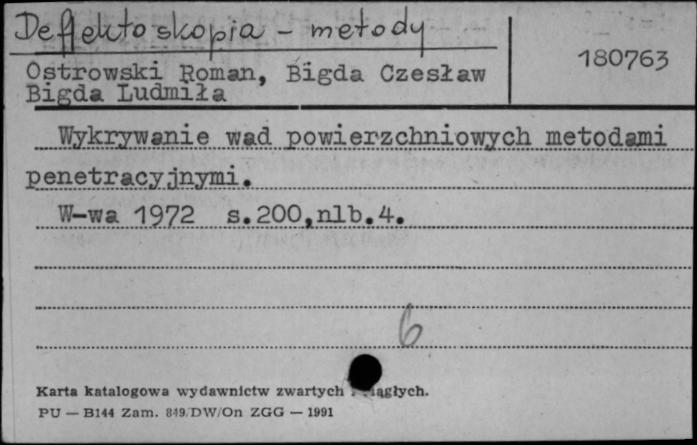 Deffektoskopia - metody
180763
Ostrowski Roman, Bigda Czesław
Bigda Ludmiła
Wykrywanie wad powierzchniowych metodami
penetracyjnymi.
W-wa 1972 s.200,nlb.4.
6
Karta katalogowa wydawnictw zwartych
PU — B144 Zam. 849/DW/On ZGG — 1991